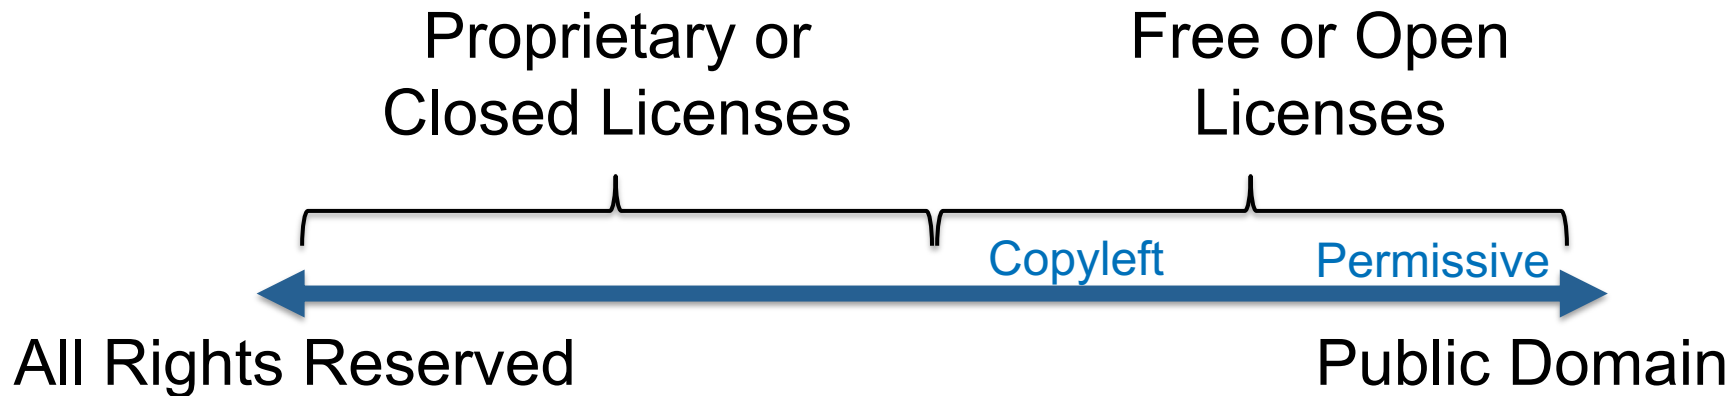 Proprietary or
Closed Licenses
Free or Open
Licenses
Copyleft
Permissive
All Rights Reserved
Public Domain